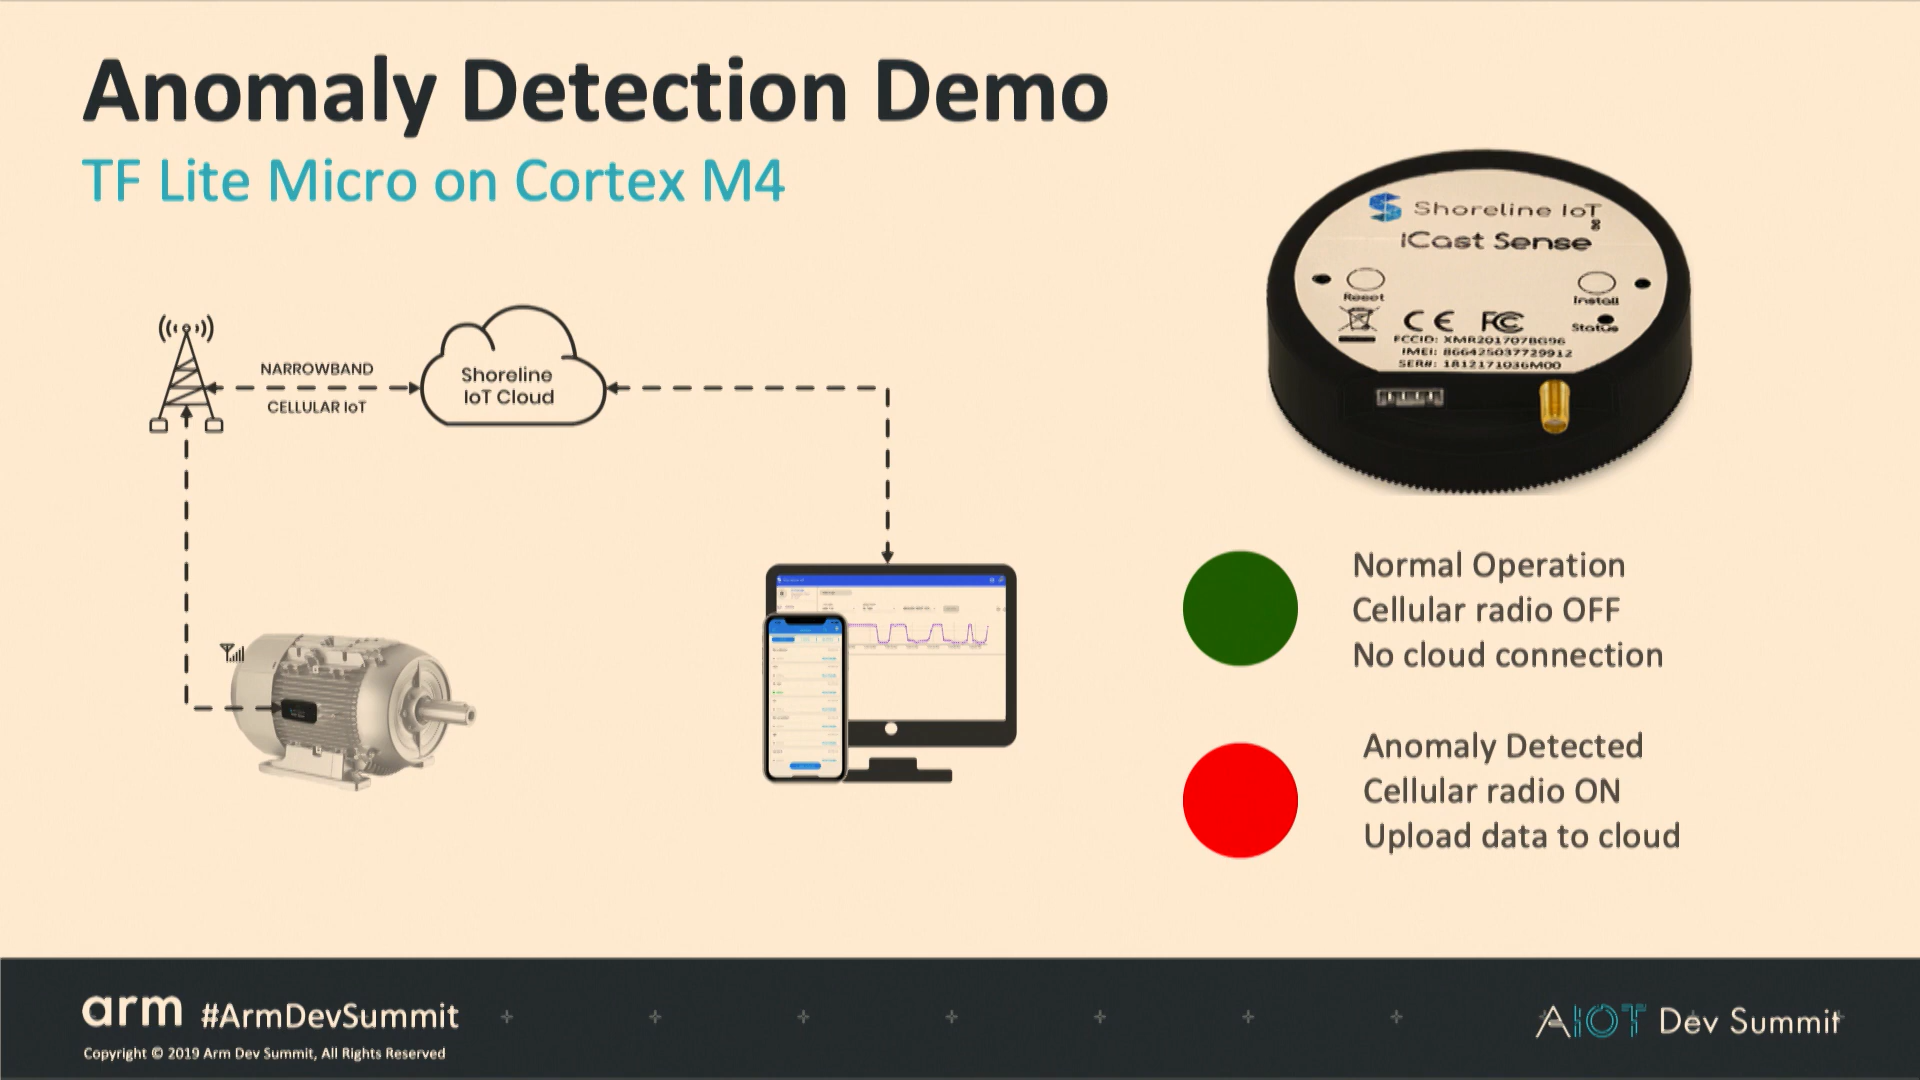 Anomaly Detection Demo
TF Lite Micro on Cortex M4
NARROWBAND
CELLULAR IoT
Shoreline
IoT Cloud
Shoreline IoT
iCast Sense
Reset
Install
Status
CE FC
FCCID: XMR201707BG96
IMEI: 866425037729912
SER#: 1812171036M00
Normal Operation
Cellular radio OFF
No cloud connection
Anomaly Detected
Cellular radio ON
Upload data to cloud
arm #ArmDevSummit
Copyright © 2019 Arm Dev Summit, All Rights Reserved
AIOT Dev Summit